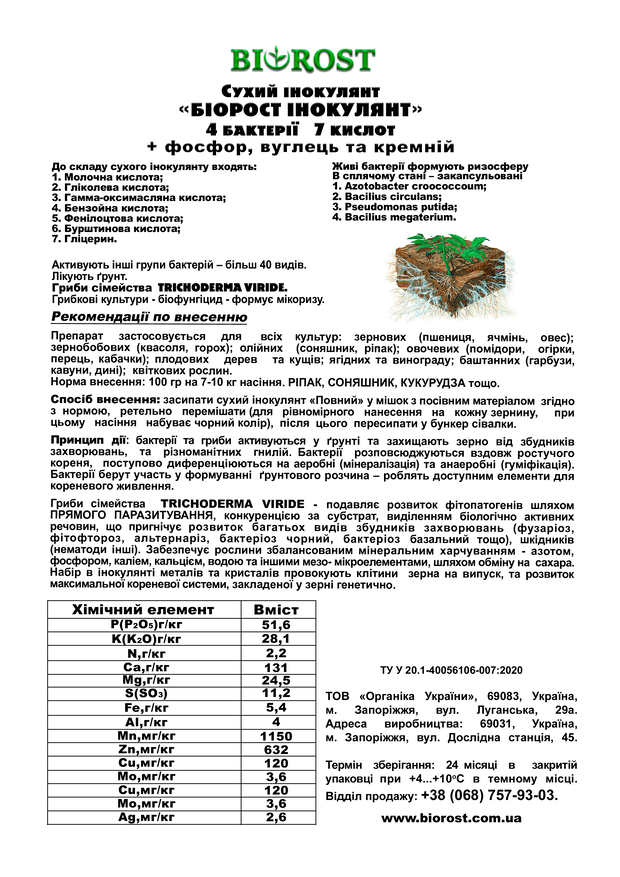 BIOROST
СУХИЙ ІНОКУЛЯНТ
«БІОРОСТ ІНОКУЛЯНТ»
4 БАКТЕРІЇ 7 КИСЛОТ
+ фосфор, вуглець та кремній
До складу сухого інокулянту входять:
1. Молочна кислота;
2. Гліколева кислота;
3. Гамма-оксимасляна кислота;
4. Бензойна кислота;
5. Фенілоцтова кислота;
6. Бурштинова кислота;
7. Гліцерин.
Живі бактерії формують ризосферу
В сплячому стані – закапсульовані
1. Azotobacter croococcoum;
2. Bacilius circulans;
3. Pseudomonas putida;
4. Bacilius megaterium.
Активують інші групи бактерій – більш 40 видів.
Лікують ґрунт.
Гриби сімейства TRICHODERMA VIRIDE.
Грибкові культури - біофунгіцид - формує мікоризу.
Рекомендації по внесенню
Препарат застосовується для всіх культур: зернових (пшениця, ячмінь, овес);
зернобобових (квасоля, горох); олійних (соняшник, ріпак); овочевих (помідори, огірки,
перець, кабачки); плодових дерев та кущів; ягідних та винограду; баштанних (гарбузи,
кавуни, дині); квіткових рослин.
Норма внесення: 100 гр на 7-10 кг насіння. РІПАК, СОНЯШНИК, КУКУРУДЗА тощо.
Спосіб внесення: засипати сухий інокулянт «Повний» у мішок з посівним матеріалом згідно
з нормою, ретельно перемішати (для рівномірного нанесення на кожну зернину, при
цьому насіння набуває чорний колір), після цього пересипати у бункер сівалки.
Принцип дії: бактерії та гриби активуються у ґрунті та захищають зерно від збудників
захворювань, та різноманітних гнилій. Бактерії розповсюджуються вздовж ростучого
кореня, поступово диференціюються на аеробні (мінералізація) та анаеробні (гуміфікація).
Бактерії берут участь у формуванні ґрунтового розчина – роблять доступним елементи для
кореневого живлення.
Гриби сімейства TRICHODERMA VIRIDE - подавляє розвиток фітопатогенів шляхом
ПРЯМОГО ПАРАЗИТУВАННЯ, конкуренцією за субстрат, виділенням біологічно активних
речовин, що пригнічує розвиток багатьох видів збудників захворювань (фузаріоз,
фітофтороз, альтернаріз, бактеріоз чорний, бактеріоз базальний тощо), шкідників
(нематоди інші). Забезпечує рослини збалансованим мінеральним харчуванням - азотом,
фосфором, каліем, кальцієм, водою та іншими мезо- мікроелементами, шляхом обміну на сахара.
Набір в інокулянті металів та кристалів провокують клітини зерна на випуск, та розвиток
максимальної кореневої системи, закладеної у зерні генетично.
Хімічний елемент Вміст
P(P₂O₅)г/кг 51,6
K(K₂O)г/кг 28,1
N,г/кг 2,2
Ca,г/кг 131
Mg,г/кг 24,5
S(SO₃) 11,2
Fe,г/кг 5,4
Al,г/кг 4
Mn,мг/кг 1150
Zn,мг/кг 632
Cu,мг/кг 120
Mo,мг/кг 3,6
Cu,мг/кг 120
Mo,мг/кг 3,6
Ag,мг/кг 2,6
ТУ У 20.1-40056106-007:2020
ТОВ «Органіка України», 69083, Україна,
м. Запоріжжя, вул. Луганська, 29а.
Адреса виробництва: 69031, Україна,
м. Запоріжжя, вул. Дослідна станція, 45.
Термін зберігання: 24 місяці в закритій
упаковці при +4...+10ºС в темному місці.
Відділ продажу: +38 (068) 757-93-03.
www.biorost.com.ua